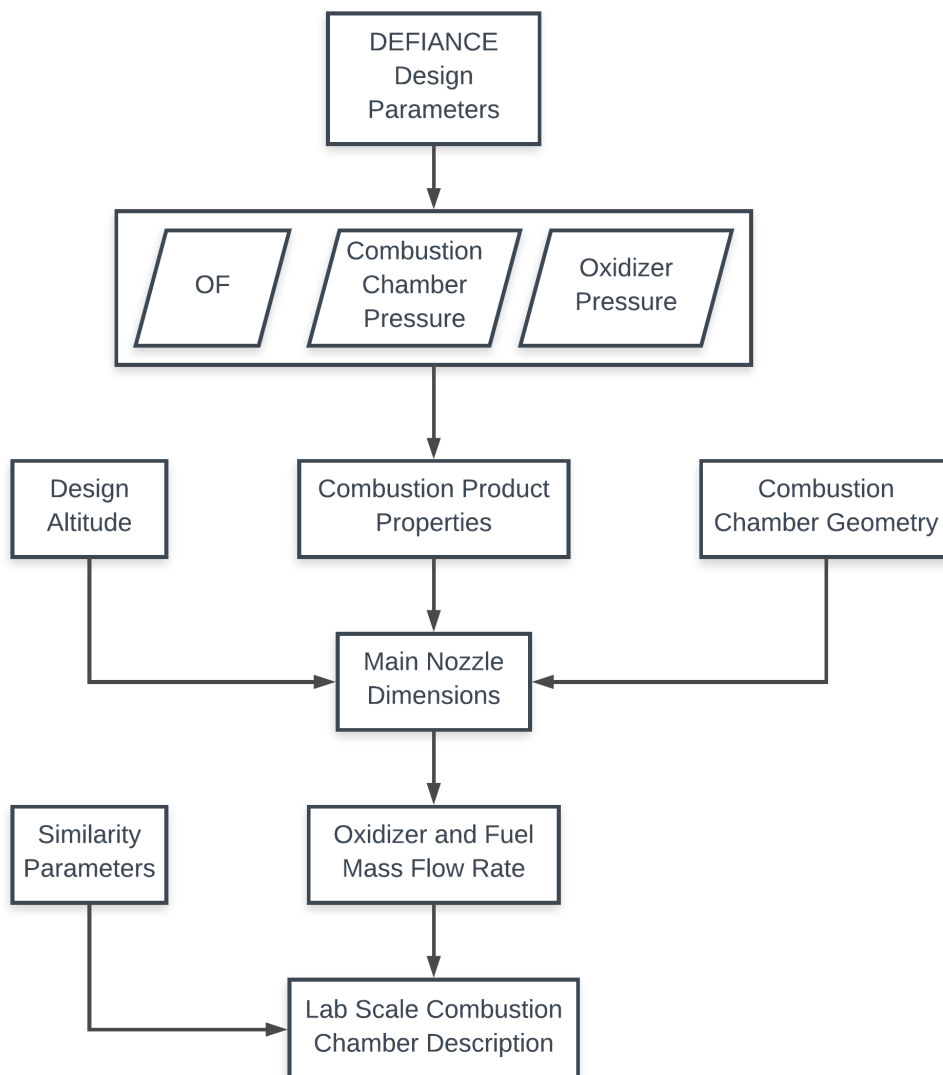 DEFIANCE
Design
Parameters
OF
Combustion
Chamber
Pressure
Oxidizer
Pressure
Design
Altitude
Combustion Product
Properties
Combustion
Chamber Geometry
Main Nozzle
Dimensions
Similarity
Parameters
Oxidizer and Fuel
Mass Flow Rate
Lab Scale Combustion
Chamber Description